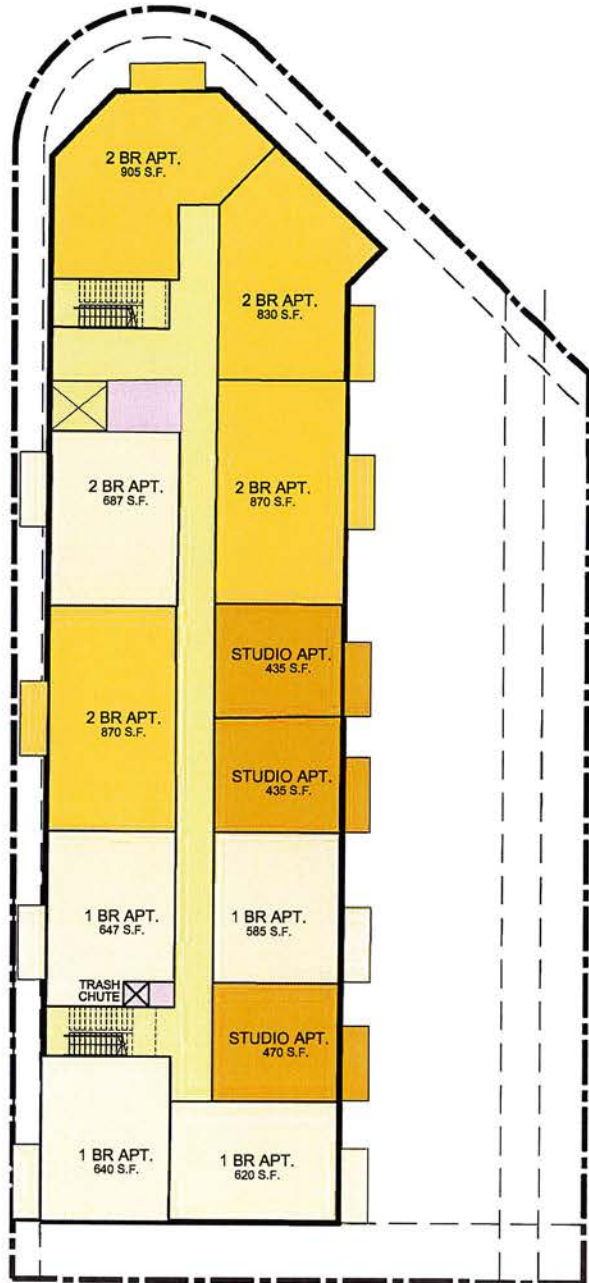 2 BR APT.
905 S.F.
2 BR APT.
830 S.F.
2 BR APT.
687 S.F.
2 BR APT.
870 S.F.
STUDIO APT.
435 S.F.
2 BR APT.
870 S.F.
STUDIO APT.
435 S.F.
1 BR APT.
647 S.F.
1 BR APT.
585 S.F.
TRASH
CHUTE
STUDIO APT.
470 S.F.
1 BR APT.
640 S.F.
1 BR APT.
620 S.F.